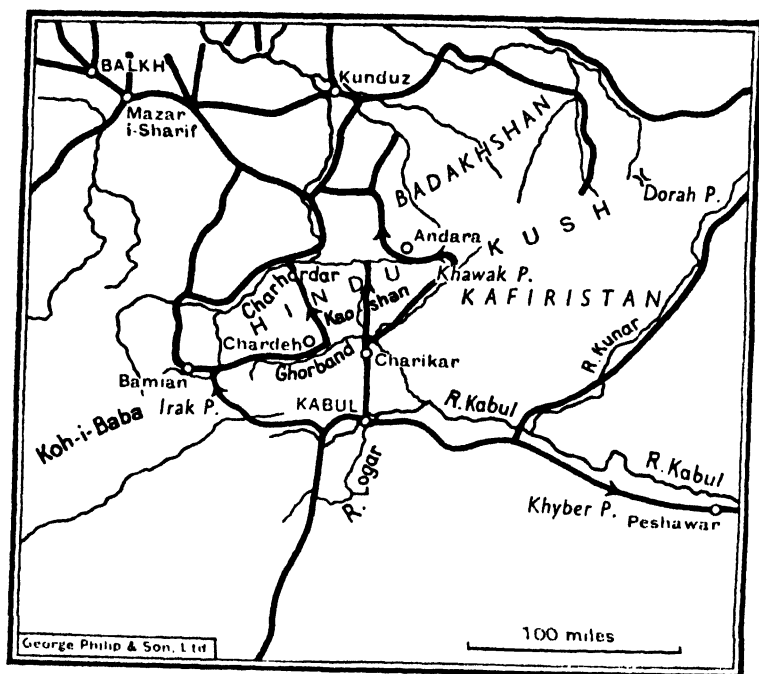 BALKH
Kunduz
Mazar
i-Sharif
BADAKHSHAN
Dorah P.
Andara
HINDU KUSH
Khawak P.
Charhardar
KAFIRISTAN
Kaoshan
Chardeh
Ghorband
Charikar
R. Kunar
Bamian
Irak P.
KABUL
R. Kabul
Koh-i-Baba
R. Logar
R. Kabul
Khyber P.
Peshawar
100 miles
George Philip & Son, Ltd